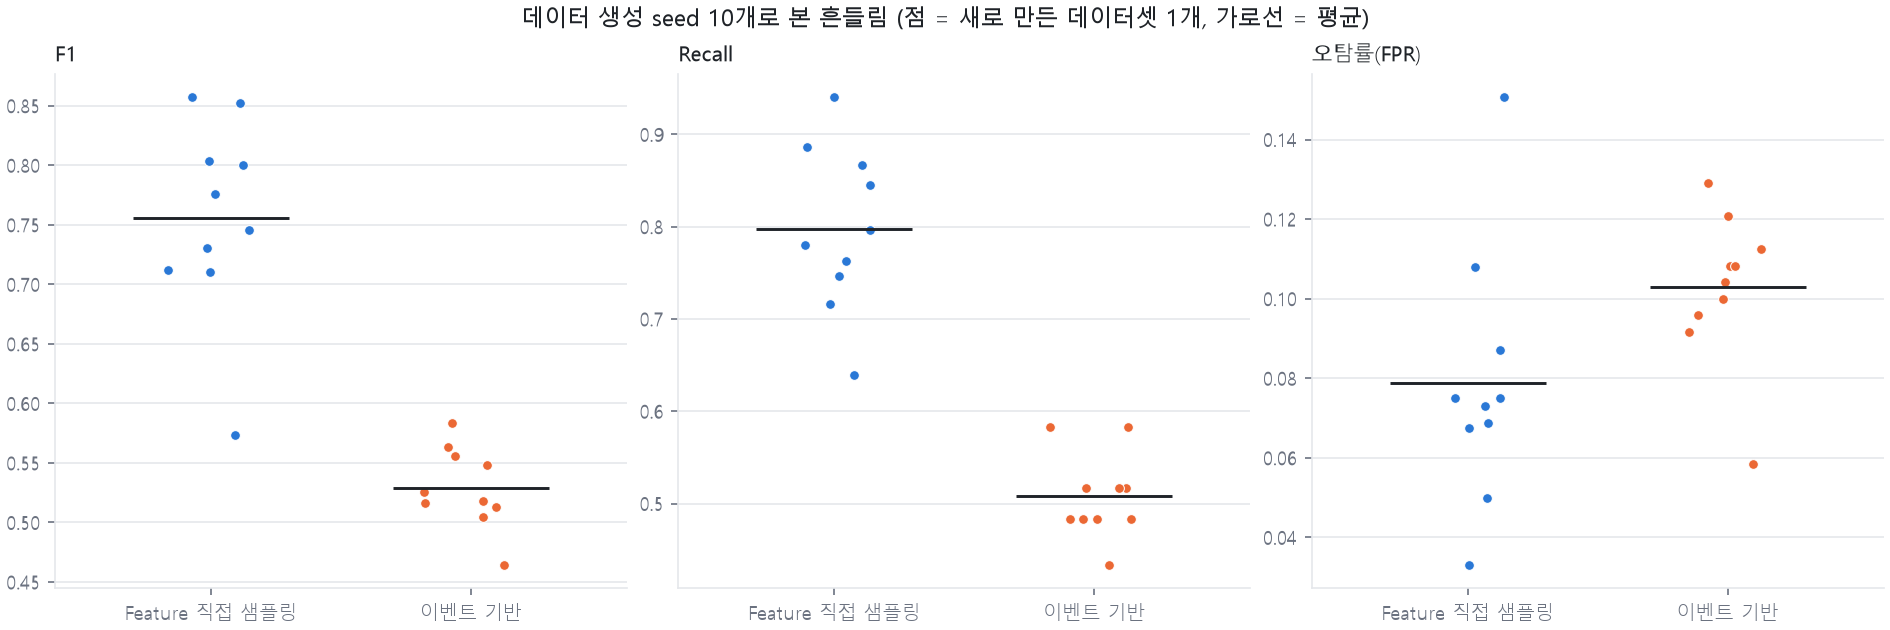 데이터 생성 seed 10개로 본 흔들림 (점 = 새로 만든 데이터셋 1개, 가로선 = 평균)
F1
0.85
0.80
0.75
0.70
0.65
0.60
0.55
0.50
0.45
Feature 직접 샘플링
이벤트 기반
Recall
0.9
0.8
0.7
0.6
0.5
Feature 직접 샘플링
이벤트 기반
오탐률(FPR)
0.14
0.12
0.10
0.08
0.06
0.04
Feature 직접 샘플링
이벤트 기반